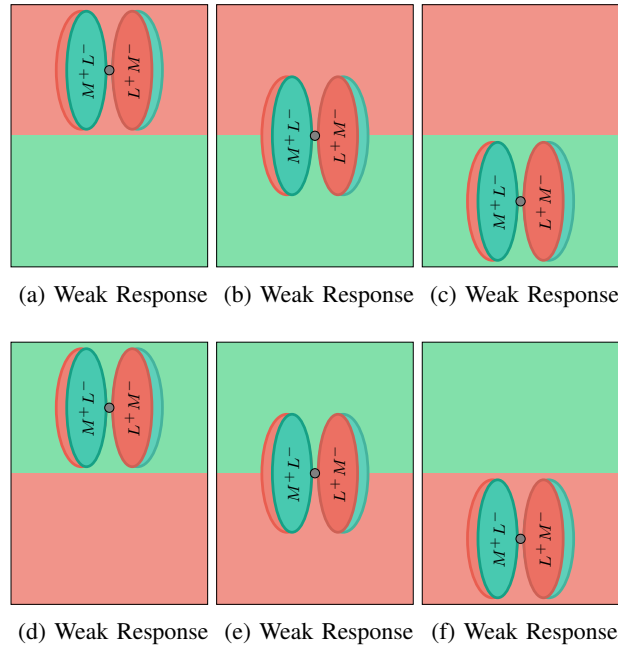 M⁺L⁻ L⁺M⁻ M⁺L⁻ L⁺M⁻ M⁺L⁻ L⁺M⁻
(a) Weak Response (b) Weak Response (c) Weak Response
M⁺L⁻ L⁺M⁻ M⁺L⁻ L⁺M⁻ M⁺L⁻ L⁺M⁻
(d) Weak Response (e) Weak Response (f) Weak Response